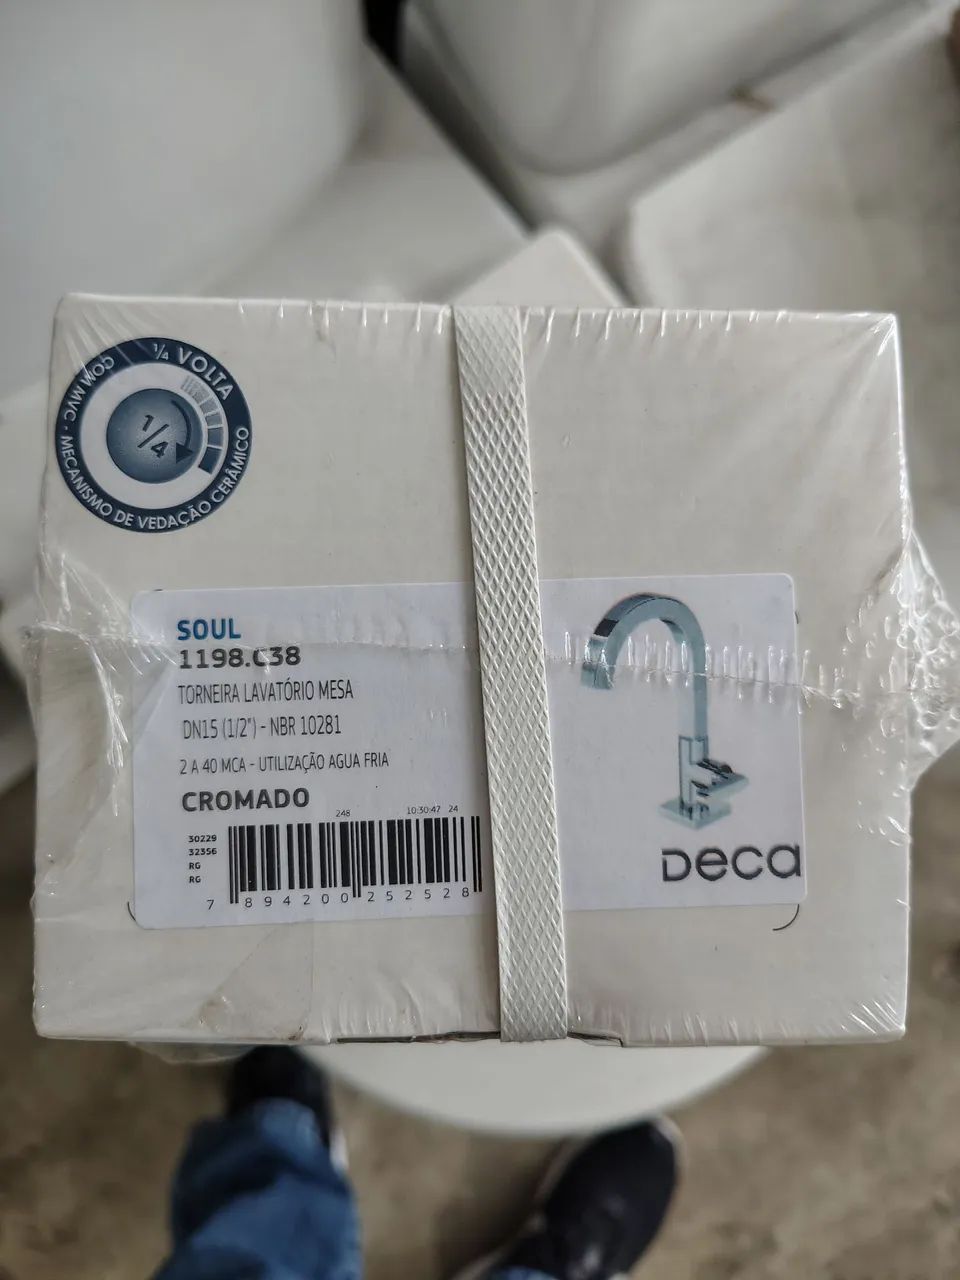 ¼ VOLTA
COM MVC · MECANISMO DE VEDAÇÃO CERÂMICO
1/4
SOUL
1198.C38
TORNEIRA LAVATÓRIO MESA
DN15 (1/2") - NBR 10281
2 A 40 MCA - UTILIZAÇÃO AGUA FRIA
CROMADO
248 10:30:47 24
30229
32356
RG
RG
7 894200 252528
Deca